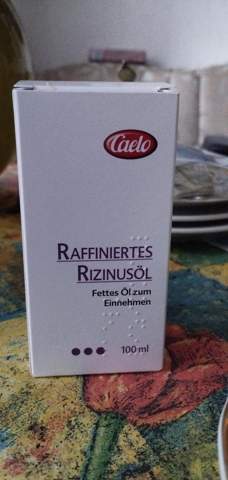 Caelo
RAFFINIERTES
RIZINUSÖL
Fettes Öl zum
Einnehmen
100 ml